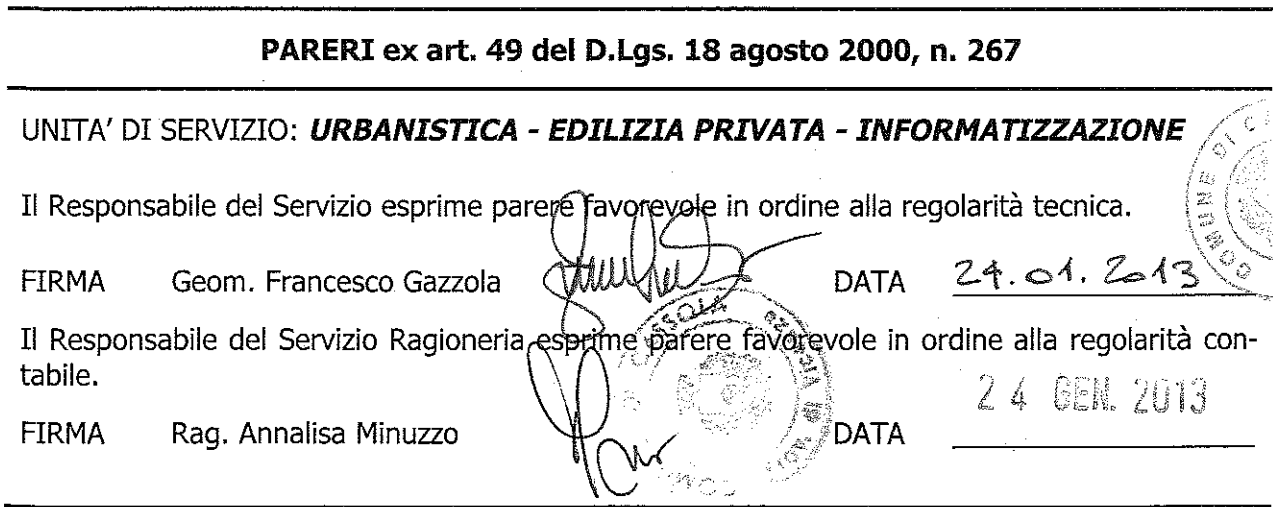 PARERI ex art. 49 del D.Lgs. 18 agosto 2000, n. 267
UNITA' DI SERVIZIO: URBANISTICA - EDILIZIA PRIVATA - INFORMATIZZAZIONE
COMUNE DI
Il Responsabile del Servizio esprime parere favorevole in ordine alla regolarità tecnica.
FIRMA Geom. Francesco Gazzola DATA 24.01.2013
Il Responsabile del Servizio Ragioneria esprime parere favorevole in ordine alla regolarità con-
tabile.
24 GEN. 2013
FIRMA Rag. Annalisa Minuzzo DATA